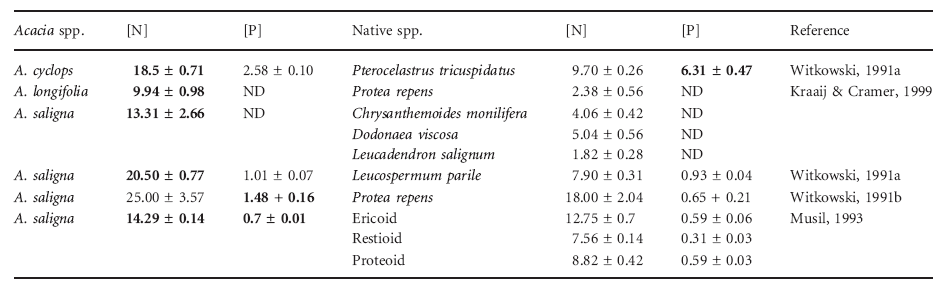 Acacia spp. [N] [P] Native spp. [N] [P] Reference
A. cyclops 18.5 ± 0.71 2.58 ± 0.10 Pterocelastrus tricuspidatus 9.70 ± 0.26 6.31 ± 0.47 Witkowski, 1991a
A. longifolia 9.94 ± 0.98 ND Protea repens 2.38 ± 0.56 ND Kraaij & Cramer, 1999
A. saligna 13.31 ± 2.66 ND Chrysanthemoides monilifera 4.06 ± 0.42 ND
Dodonaea viscosa 5.04 ± 0.56 ND
Leucadendron salignum 1.82 ± 0.28 ND
A. saligna 20.50 ± 0.77 1.01 ± 0.07 Leucospermum parile 7.90 ± 0.31 0.93 ± 0.04 Witkowski, 1991a
A. saligna 25.00 ± 3.57 1.48 + 0.16 Protea repens 18.00 ± 2.04 0.65 + 0.21 Witkowski, 1991b
A. saligna 14.29 ± 0.14 0.7 ± 0.01 Ericoid 12.75 ± 0.7 0.59 ± 0.06 Musil, 1993
Restioid 7.56 ± 0.14 0.31 ± 0.03
Proteoid 8.82 ± 0.42 0.59 ± 0.03